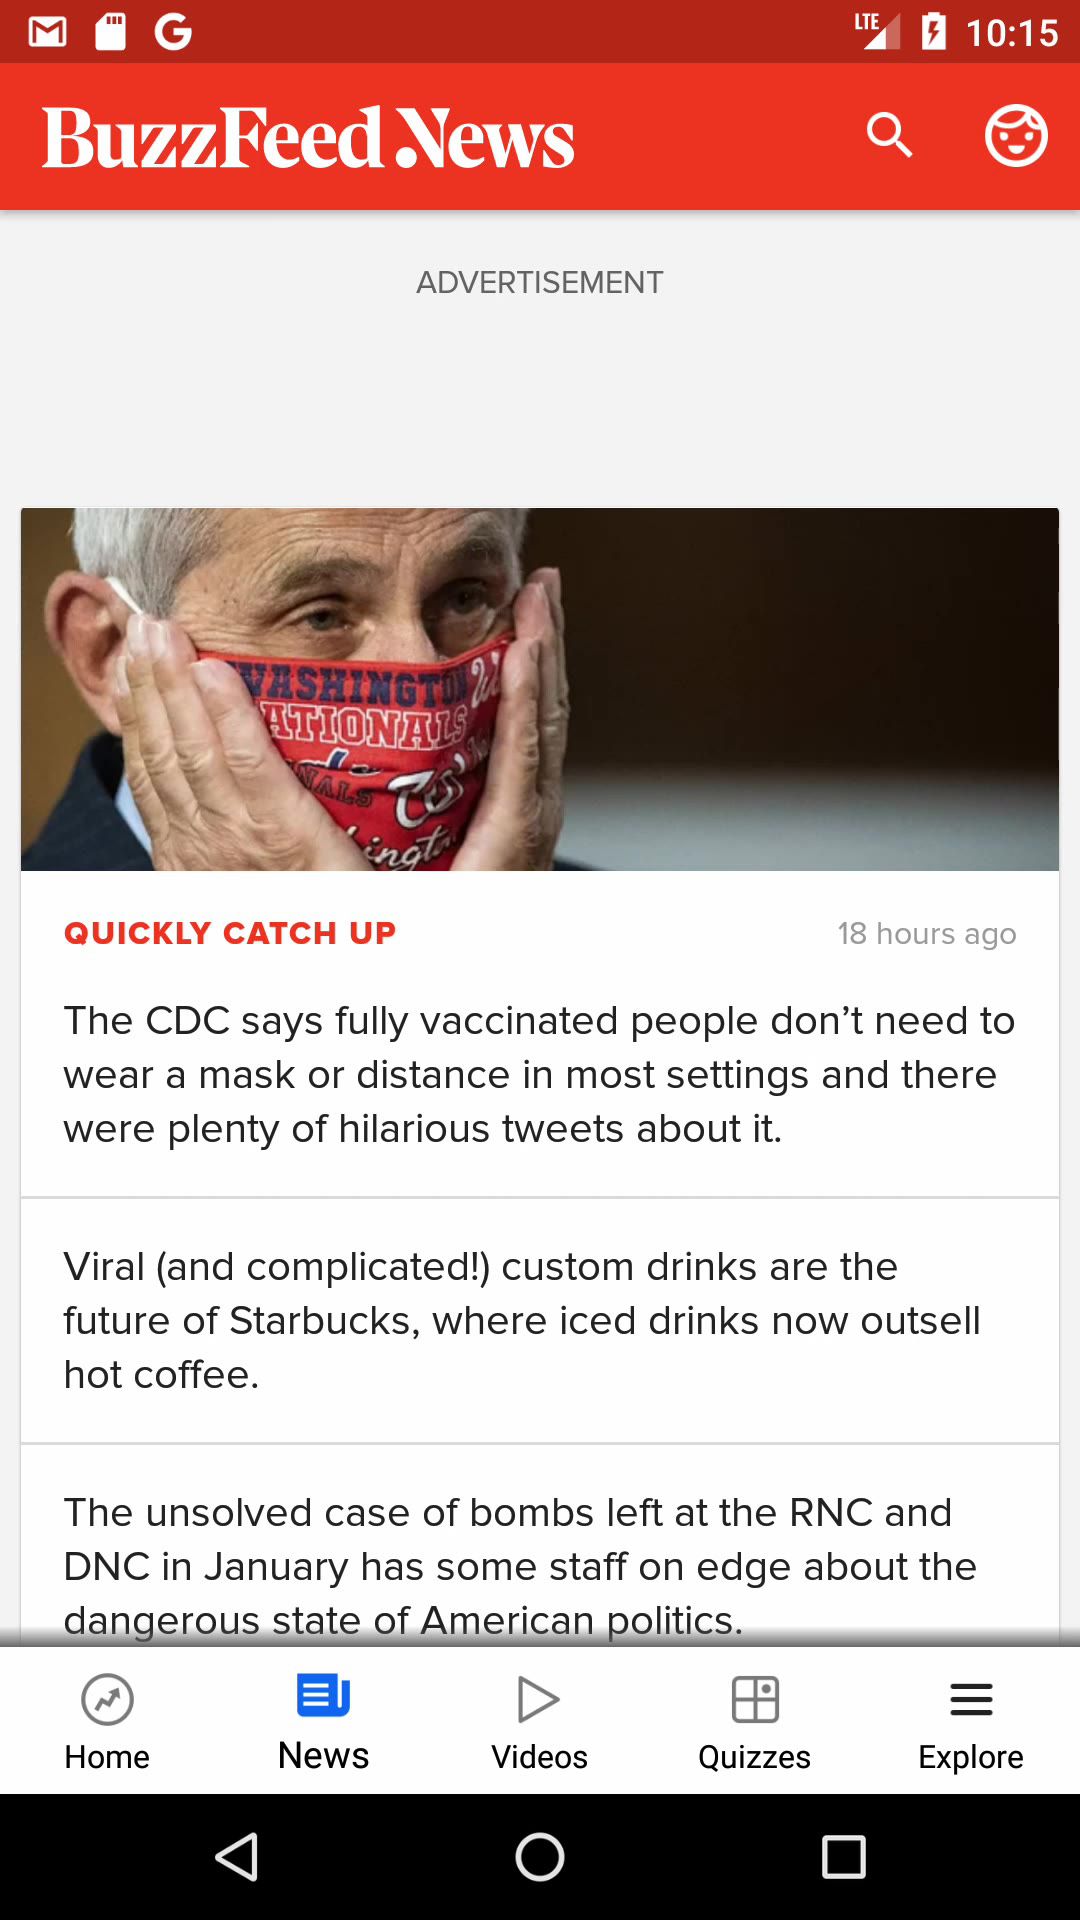 LTE 10:15
BuzzFeed News
ADVERTISEMENT
WASHINGTON
NATIONALS
QUICKLY CATCH UP 18 hours ago
The CDC says fully vaccinated people don’t need to
wear a mask or distance in most settings and there
were plenty of hilarious tweets about it.
Viral (and complicated!) custom drinks are the
future of Starbucks, where iced drinks now outsell
hot coffee.
The unsolved case of bombs left at the RNC and
DNC in January has some staff on edge about the
dangerous state of American politics.
Home News Videos Quizzes Explore